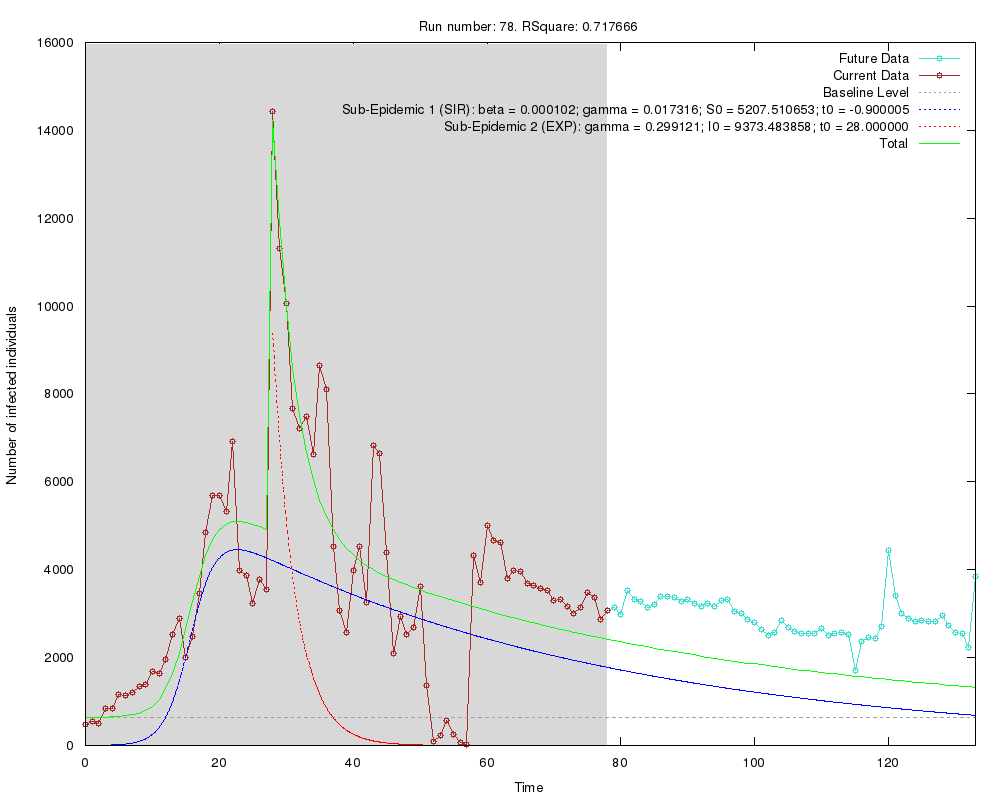 Run number: 78. RSquare: 0.717666
16000
14000
12000
10000
8000
6000
4000
2000
0
Number of infected individuals
Future Data
Current Data
Baseline Level
Sub-Epidemic 1 (SIR): beta = 0.000102; gamma = 0.017316; S0 = 5207.510653; t0 = -0.900005
Sub-Epidemic 2 (EXP): gamma = 0.299121; I0 = 9373.483858; t0 = 28.000000
Total
0
20
40
60
80
100
120
Time